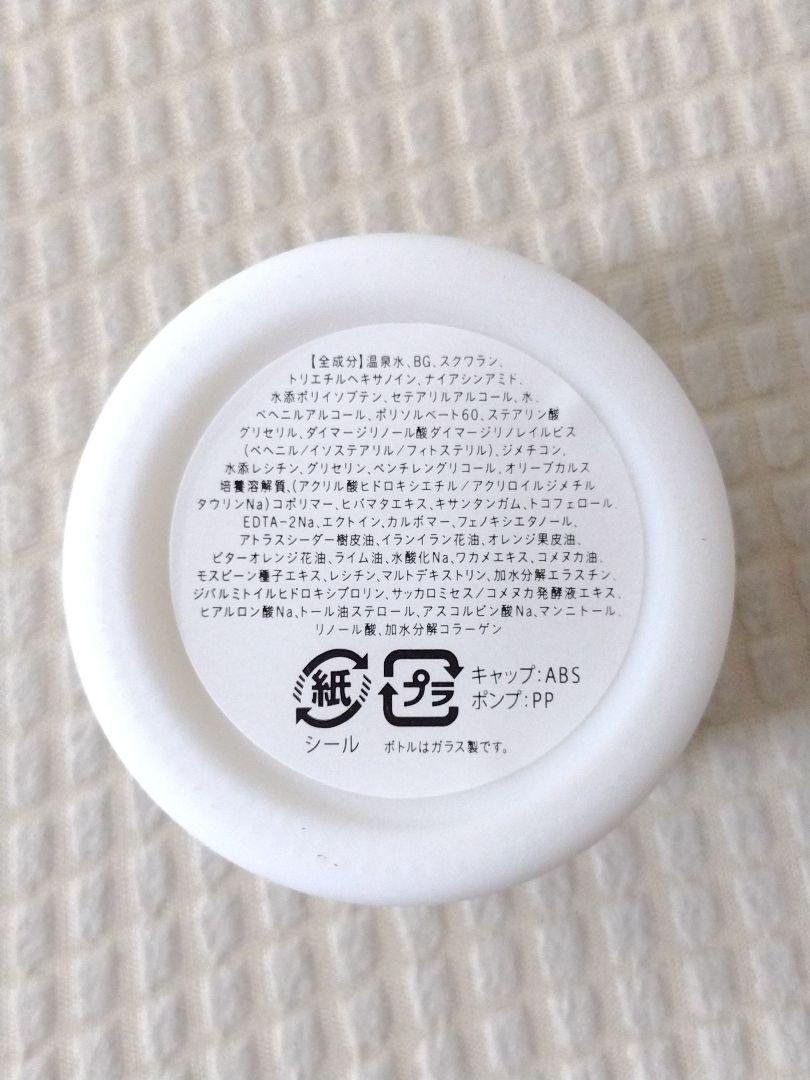 【全成分】温泉水、BG、スクワラン、
トリエチルヘキサノイン、ナイアシンアミド、
水添ポリイソブテン、セテアリルアルコール、水、
ベヘニルアルコール、ポリソルベート60、ステアリン酸
グリセリル、ダイマージリノール酸ダイマージリノレイルビス
(ベヘニル/イソステアリル/フィトステリル)、ジメチコン、
水添レシチン、グリセリン、ペンチレングリコール、オリーブカルス
培養溶解質、(アクリル酸ヒドロキシエチル/アクリロイルジメチル
タウリンNa)コポリマー、ヒバマタエキス、キサンタンガム、トコフェロール、
EDTA-2Na、エクトイン、カルボマー、フェノキシエタノール、
アトラスシーダー樹皮油、イランイラン花油、オレンジ果皮油、
ビターオレンジ花油、ライム油、水酸化Na、ワカメエキス、コメヌカ油、
モスビーン種子エキス、レシチン、マルトデキストリン、加水分解エラスチン、
ジパルミトイルヒドロキシプロリン、サッカロミセス/コメヌカ発酵液エキス、
ヒアルロン酸Na、トール油ステロール、アスコルビン酸Na、マンニトール、
リノール酸、加水分解コラーゲン
紙
プラ
キャップ:ABS
ポンプ:PP
シール
ボトルはガラス製です。